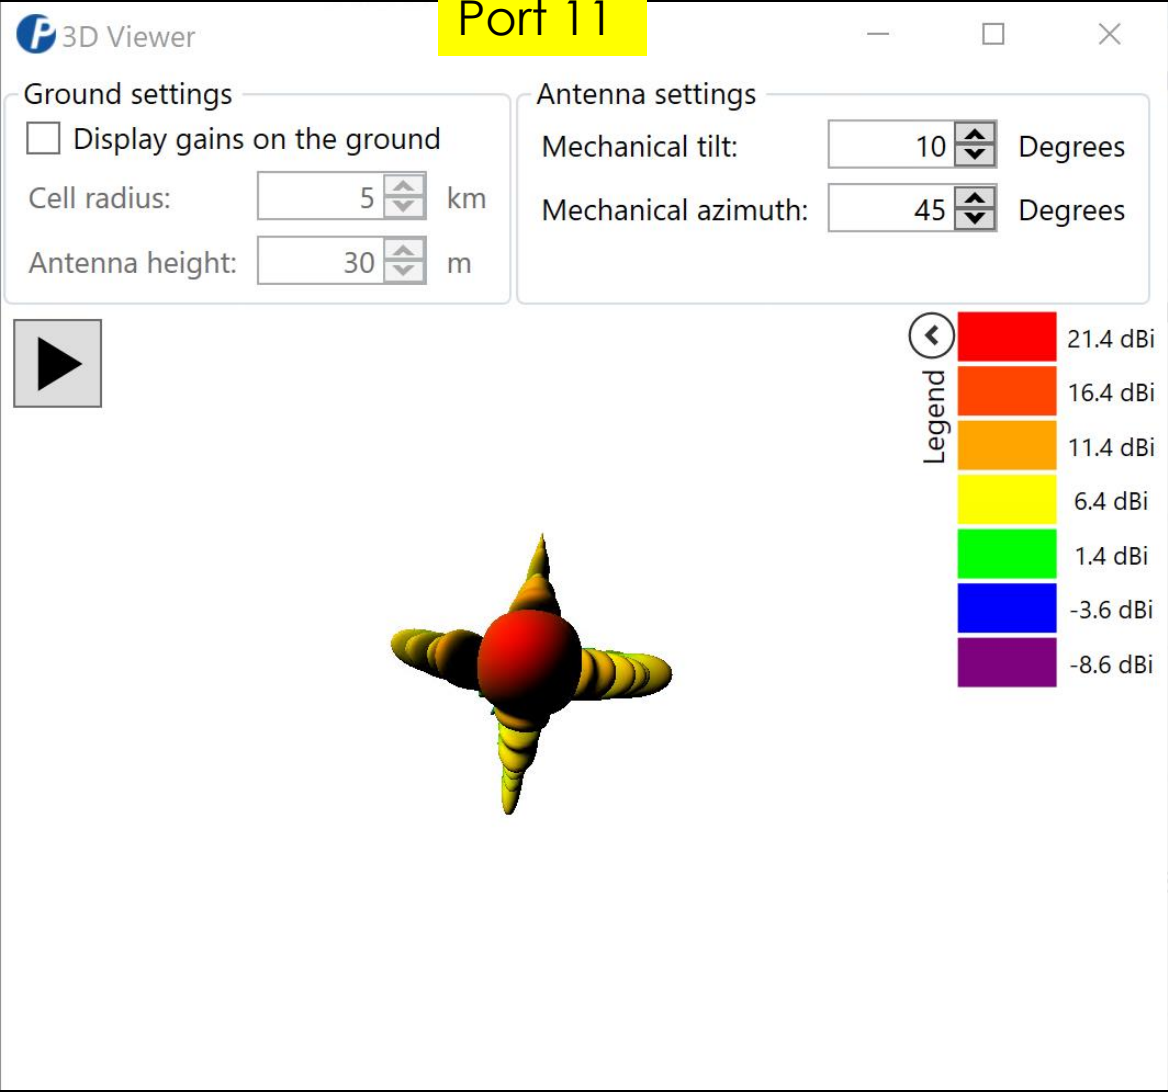 Port 11
3D Viewer
Ground settings
Display gains on the ground
Cell radius: 5 km
Antenna height: 30 m
Antenna settings
Mechanical tilt: 10 Degrees
Mechanical azimuth: 45 Degrees
Legend
21.4 dBi
16.4 dBi
11.4 dBi
6.4 dBi
1.4 dBi
-3.6 dBi
-8.6 dBi